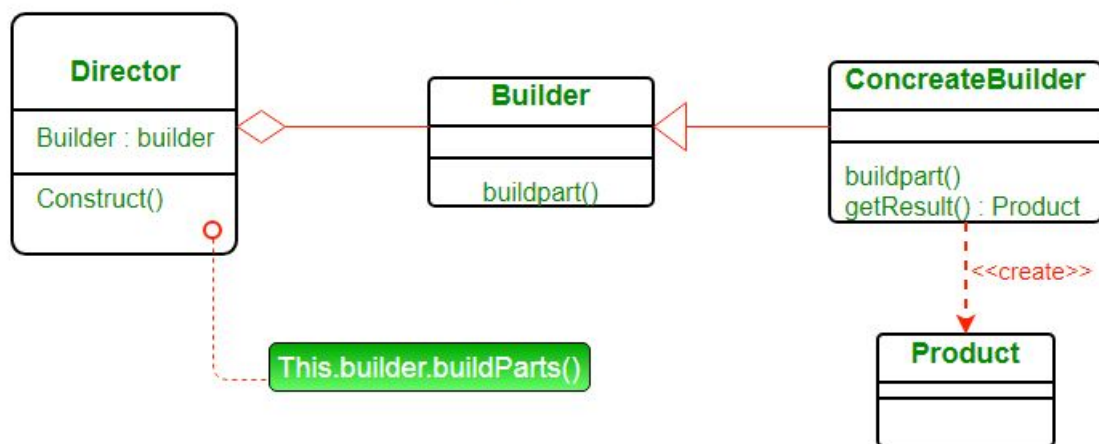 Director
Builder : builder
Construct()
Builder
buildpart()
ConcreateBuilder
buildpart()
getResult() : Product
<<create>>
Product
This.builder.buildParts()